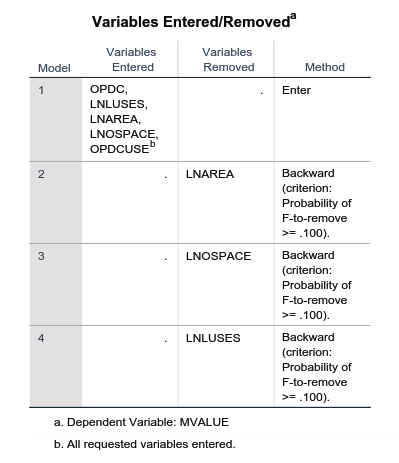 Variables Entered/Removedᵃ
Model
Variables
Entered
Variables
Removed
Method
1
OPDC,
LNLUSES,
LNAREA,
LNOSPACE,
OPDCUSEᵇ
.
Enter
2
.
LNAREA
Backward
(criterion:
Probability of
F-to-remove
>= .100).
3
.
LNOSPACE
Backward
(criterion:
Probability of
F-to-remove
>= .100).
4
.
LNLUSES
Backward
(criterion:
Probability of
F-to-remove
>= .100).
a. Dependent Variable: MVALUE
b. All requested variables entered.